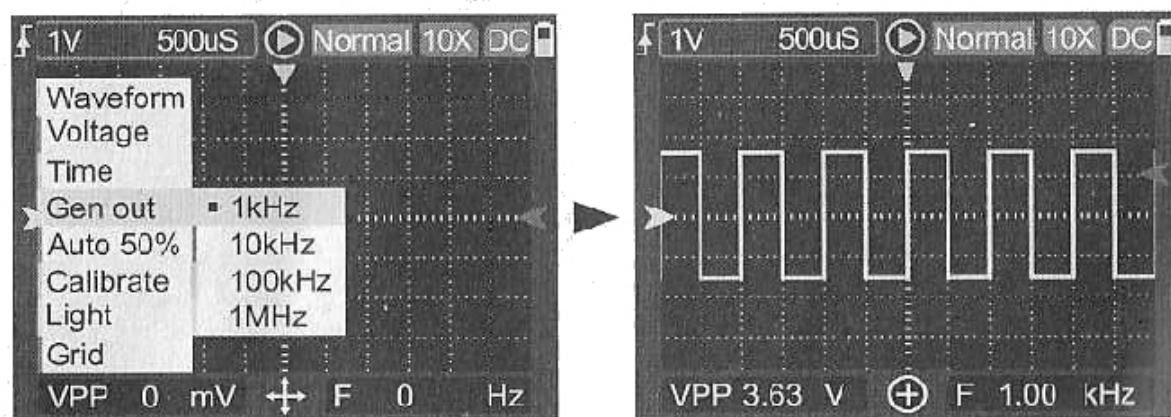 1V 500uS Normal 10X DC
Waveform
Voltage
Time
Gen out ▪ 1kHz
Auto 50% 10kHz
Calibrate 100kHz
Light 1MHz
Grid
VPP 0 mV F 0 Hz
1V 500uS Normal 10X DC
VPP 3.63 V F 1.00 kHz